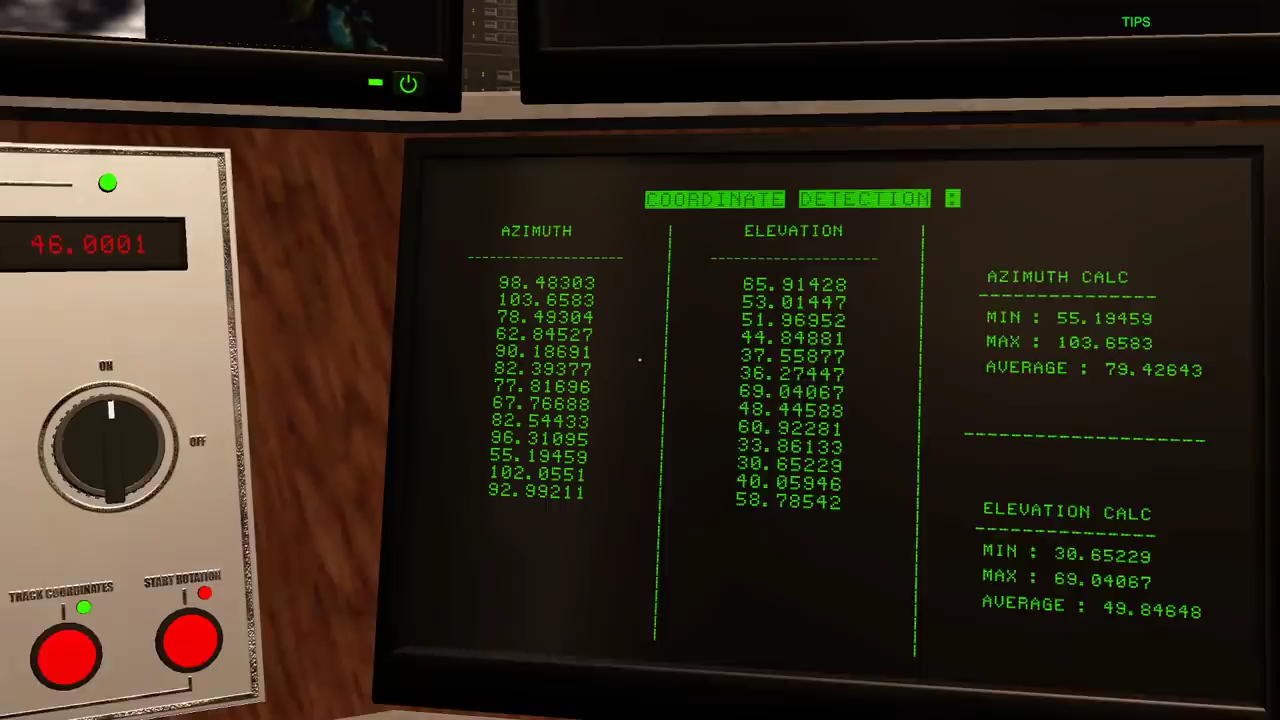 TIPS
COORDINATE DETECTION :
46.0001
AZIMUTH
98.48303
103.6583
78.49304
62.84527
90.18691
82.39377
77.81696
67.76688
82.54433
96.31095
55.19459
102.0551
92.99211
ELEVATION
65.91428
53.01447
51.96952
44.84881
37.55877
36.27447
69.04067
48.44588
60.92281
33.86133
30.65229
40.05946
58.78542
AZIMUTH CALC
MIN : 55.19459
MAX : 103.6583
AVERAGE : 79.42643
ELEVATION CALC
MIN : 30.65229
MAX : 69.04067
AVERAGE : 49.84648
ON
OFF
TRACK COORDINATES
START ROTATION